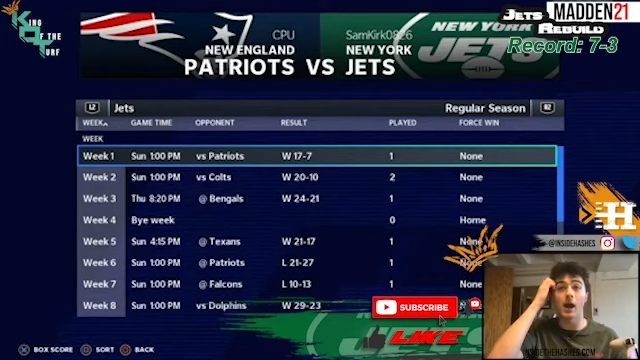 KING
OF THE
TURF
CPU
SamKirk0826
NEW ENGLAND
NEW YORK
PATRIOTS VS JETS
NEW YORK
JETS
JETS
MADDEN 21
REBUILD
Record: 7-3
L2 Jets
Regular Season R2
WEEK GAME TIME OPPONENT RESULT PLAYED FORCE WIN
WEEK
Week 1 Sun 1:00 PM vs Patriots W 17-7 1 None
Week 2 Sun 1:00 PM vs Colts W 20-10 2 None
Week 3 Thu 8:20 PM @ Bengals W 24-21 1 None
Week 4 Bye week 0 Home
Week 5 Sun 4:15 PM @ Texans W 21-17 1 None
Week 6 Sun 1:00 PM @ Patriots L 21-27 1 None
Week 7 Sun 1:00 PM @ Falcons L 10-13 1 None
Week 8 Sun 1:00 PM vs Dolphins W 29-23
H
@INSIDEHASHES
SUBSCRIBE
LIKE
BOX SCORE SORT BACK
INSIDETHEHASHES.COM